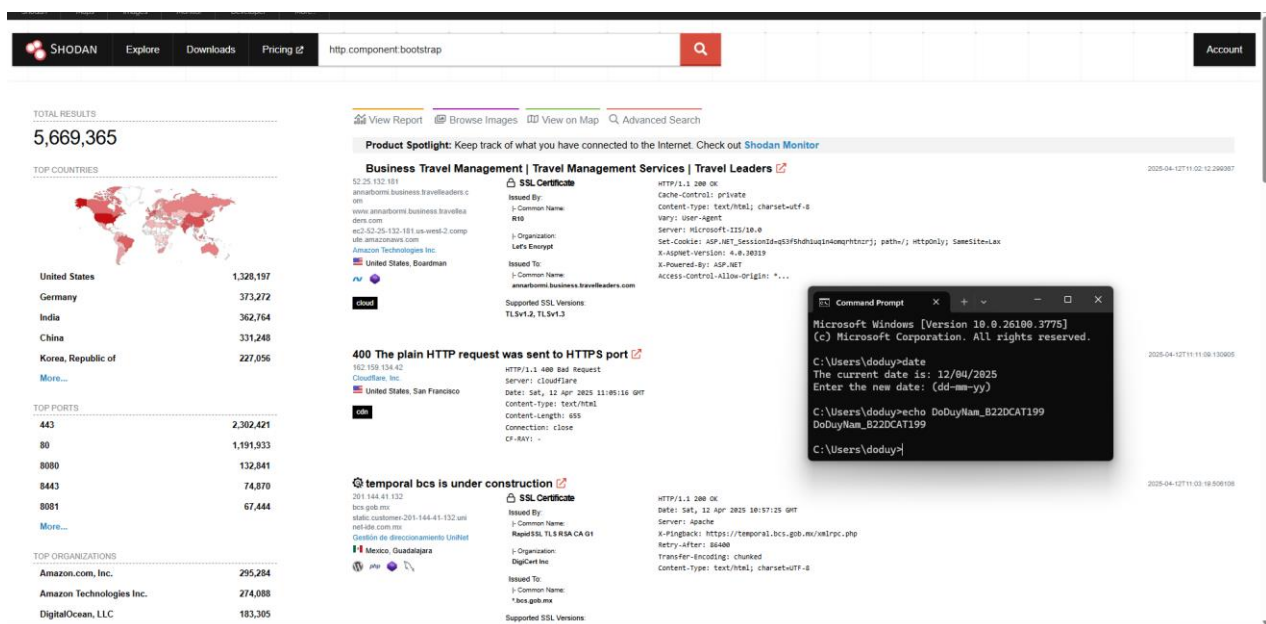 SHODAN
Explore
Downloads
Pricing
http.component:bootstrap
Account
TOTAL RESULTS
5,669,365
TOP COUNTRIES
United States 1,328,197
Germany 373,272
India 362,764
China 331,248
Korea, Republic of 227,056
More...
TOP PORTS
443 2,302,421
80 1,191,933
8080 132,841
8443 74,870
8081 67,444
More...
TOP ORGANIZATIONS
Amazon.com, Inc. 295,284
Amazon Technologies Inc. 274,088
DigitalOcean, LLC 183,305
View Report
Browse Images
View on Map
Advanced Search
Product Spotlight: Keep track of what you have connected to the Internet. Check out Shodan Monitor
Business Travel Management | Travel Management Services | Travel Leaders
2025-04-12T11:02:12.299367
52.25.132.181
annarbormi.business.travelleaders.c
om
www.annarbormi.business.travellea
ders.com
ec2-52-25-132-181.us-west-2.comp
ute.amazonaws.com
Amazon Technologies Inc.
United States, Boardman
cloud
SSL Certificate
Issued By:
|- Common Name:
R10
|- Organization:
Let's Encrypt
Issued To:
|- Common Name:
annarbormi.business.travelleaders.com
Supported SSL Versions:
TLSv1.2, TLSv1.3
HTTP/1.1 200 OK
Cache-Control: private
Content-Type: text/html; charset=utf-8
Vary: User-Agent
Server: Microsoft-IIS/10.0
Set-Cookie: path=/; HttpOnly; SameSite=Lax
X-AspNet-Version: 4.0.30319
X-Powered-By: ASP.NET
Access-Control-Allow-Origin: *...
400 The plain HTTP request was sent to HTTPS port
2025-04-12T11:11:09.130905
162.159.134.42
Cloudflare, Inc.
United States, San Francisco
cdn
HTTP/1.1 400 Bad Request
Server: cloudflare
Date: Sat, 12 Apr 2025 11:05:16 GMT
Content-Type: text/html
Content-Length: 655
Connection: close
CF-RAY: -
temporal bcs is under construction
2025-04-12T11:03:19.506106
201.144.41.132
bcs.gob.mx
static.customer-201-144-41-132.uni
net-ide.com.mx
Gestión de direccionamiento UniNet
Mexico, Guadalajara
php
SSL Certificate
Issued By:
|- Common Name:
RapidSSL TLS RSA CA G1
|- Organization:
DigiCert Inc
Issued To:
|- Common Name:
*.bcs.gob.mx
Supported SSL Versions:
HTTP/1.1 200 OK
Date: Sat, 12 Apr 2025 10:57:25 GMT
Server: Apache
X-Pingback: https://temporal.bcs.gob.mx/xmlrpc.php
Retry-After: 86400
Transfer-Encoding: chunked
Content-Type: text/html; charset=UTF-8
Command Prompt
Microsoft Windows [Version 10.0.26100.3775]
(c) Microsoft Corporation. All rights reserved.
C:\Users\doduy>date
The current date is: 12/04/2025
Enter the new date: (dd-mm-yy)
C:\Users\doduy>echo DoDuyNam_B22DCAT199
DoDuyNam_B22DCAT199
C:\Users\doduy>